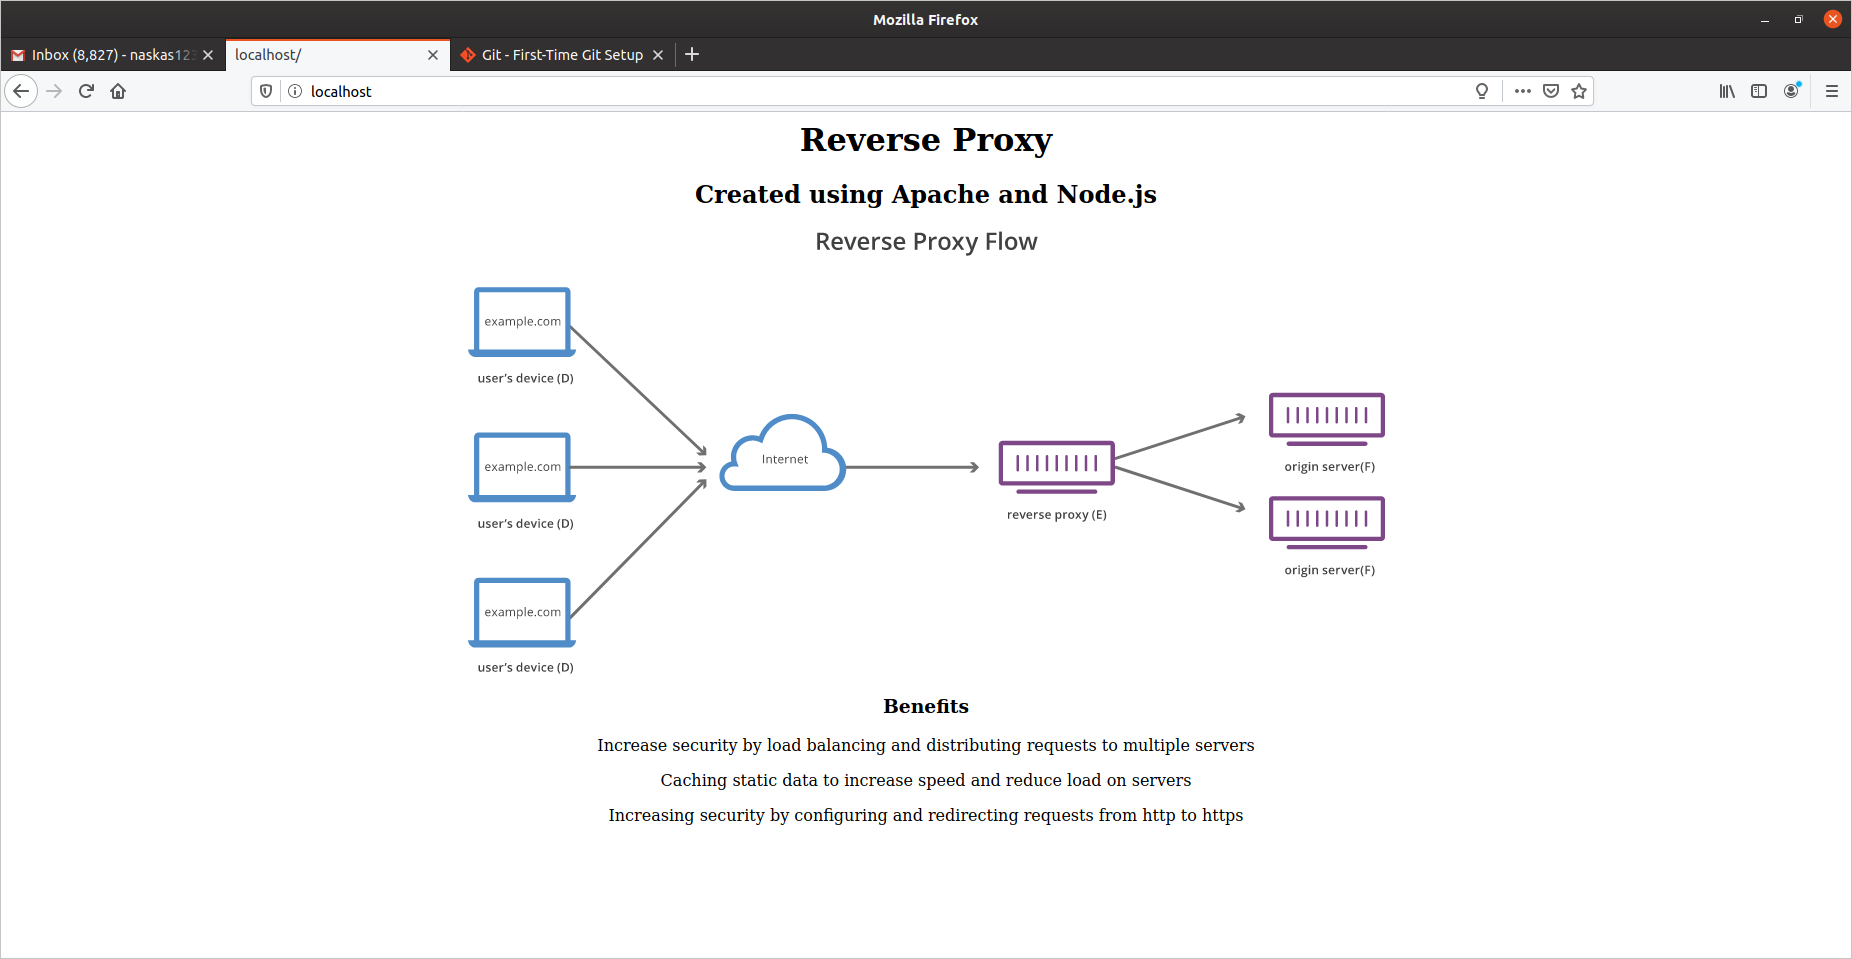 Mozilla Firefox
Inbox (8,827) - naskas12
localhost/
Git - First-Time Git Setup
localhost
Reverse Proxy
Created using Apache and Node.js
Reverse Proxy Flow
example.com
user's device (D)
example.com
user's device (D)
example.com
user's device (D)
Internet
reverse proxy (E)
origin server(F)
origin server(F)
Benefits
Increase security by load balancing and distributing requests to multiple servers
Caching static data to increase speed and reduce load on servers
Increasing security by configuring and redirecting requests from http to https